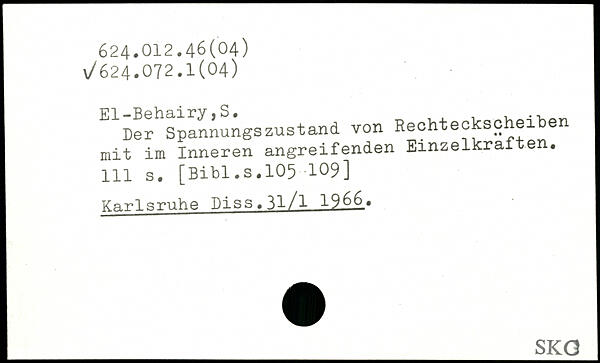 624.012.46(04)
✓624.072.1(04)
El-Behairy,S.
Der Spannungszustand von Rechteckscheiben
mit im Inneren angreifenden Einzelkräften.
111 s. [Bibl.s.105 109]
Karlsruhe Diss.31/1 1966.